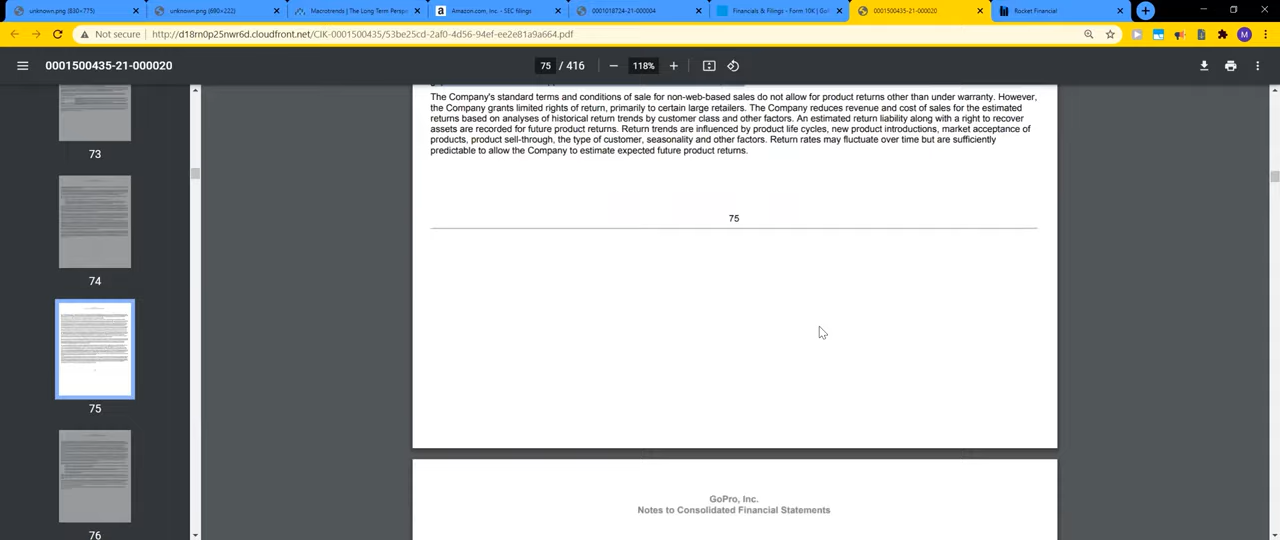 unknown.png (830×775)
unknown.png (690×222)
Macrotrends | The Long Term Perspe
Amazon.com, Inc. - SEC filings
0001018724-21-000004
Financials & Filings - Form 10K | Go
0001500435-21-000020
Rocket Financial
Not secure | http://d18rn0p25nwr6d.cloudfront.net/CIK-0001500435/53be25cd-2af0-4d56-94ef-ee2e81a9a664.pdf
M
0001500435-21-000020
75 / 416
118%
The Company's standard terms and conditions of sale for non-web-based sales do not allow for product returns other than under warranty. However,
the Company grants limited rights of return, primarily to certain large retailers. The Company reduces revenue and cost of sales for the estimated
returns based on analyses of historical return trends by customer class and other factors. An estimated return liability along with a right to recover
assets are recorded for future product returns. Return trends are influenced by product life cycles, new product introductions, market acceptance of
products, product sell-through, the type of customer, seasonality and other factors. Return rates may fluctuate over time but are sufficiently
predictable to allow the Company to estimate expected future product returns.
75
GoPro, Inc.
Notes to Consolidated Financial Statements
73
74
75
76